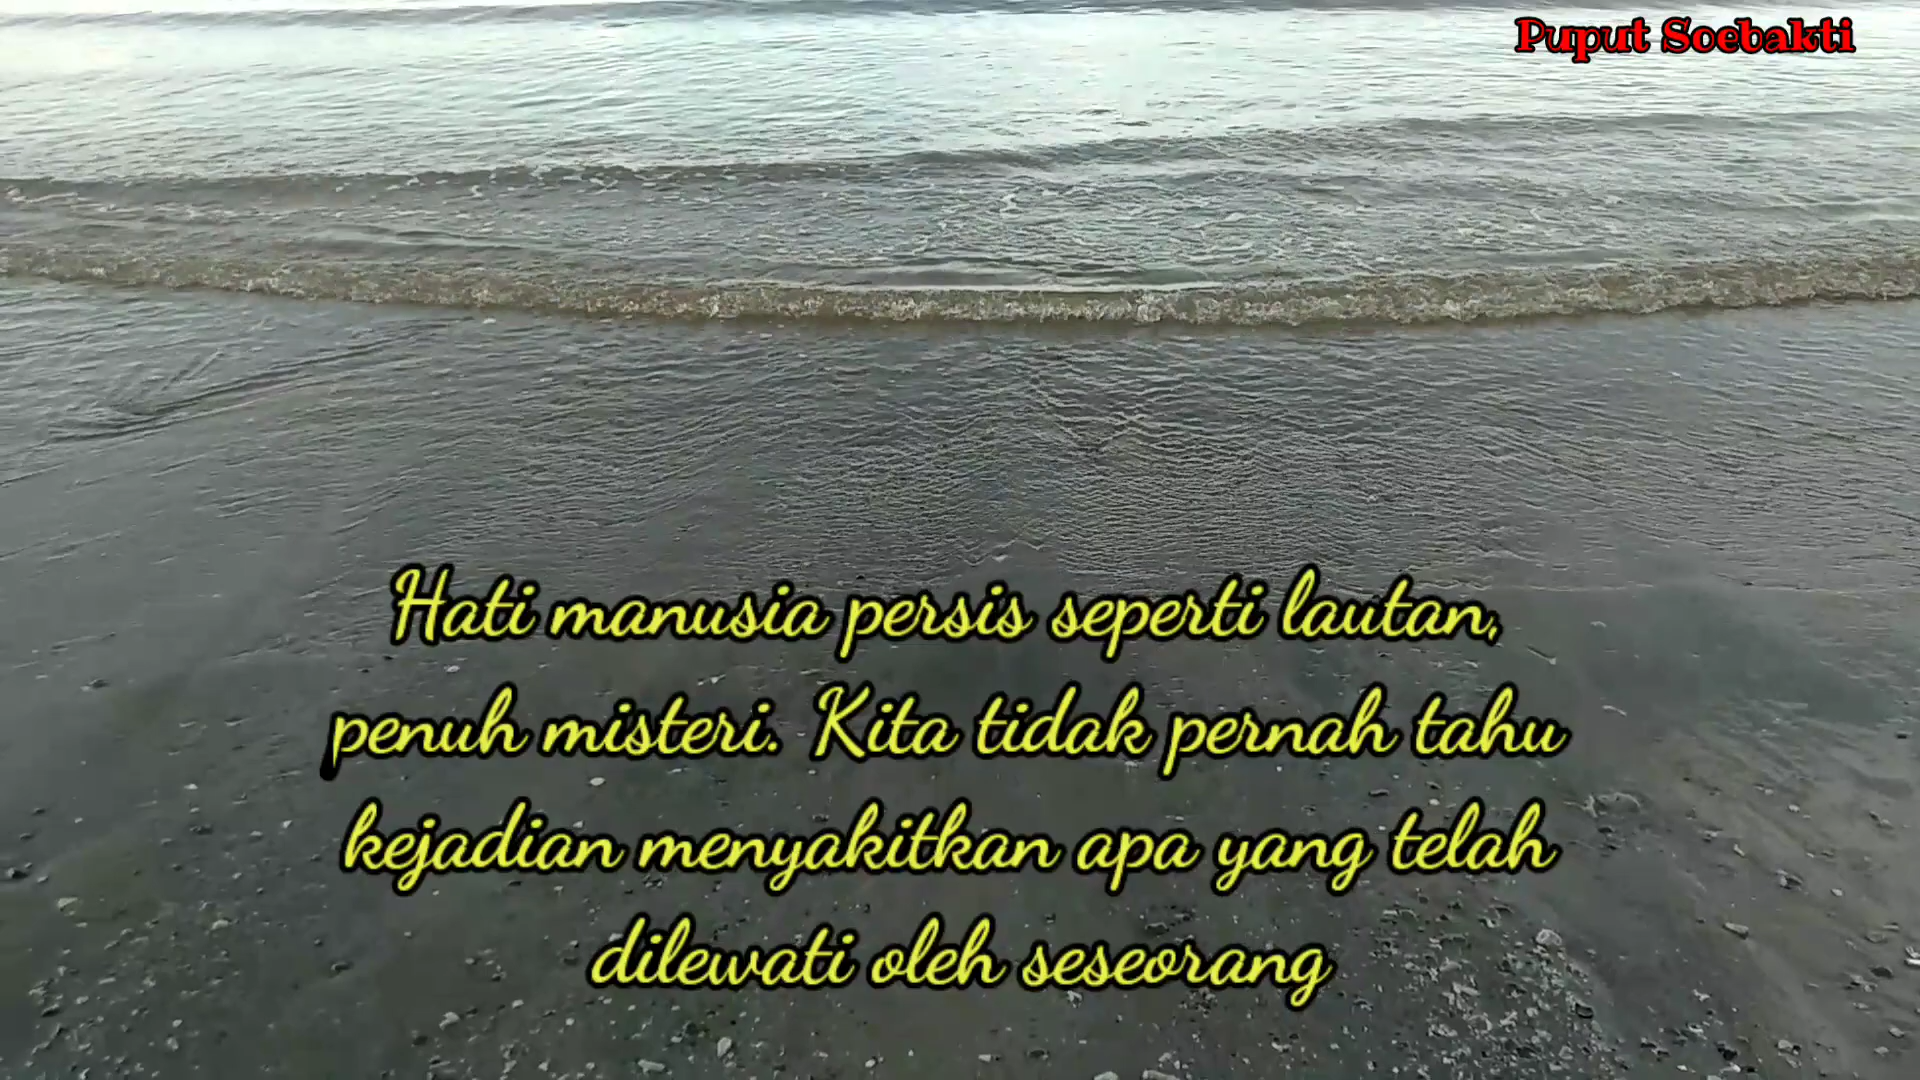 Puput Soebakti
Hati manusia persis seperti lautan,
penuh misteri. Kita tidak pernah tahu
kejadian menyakitkan apa yang telah
dilewati oleh seseorang